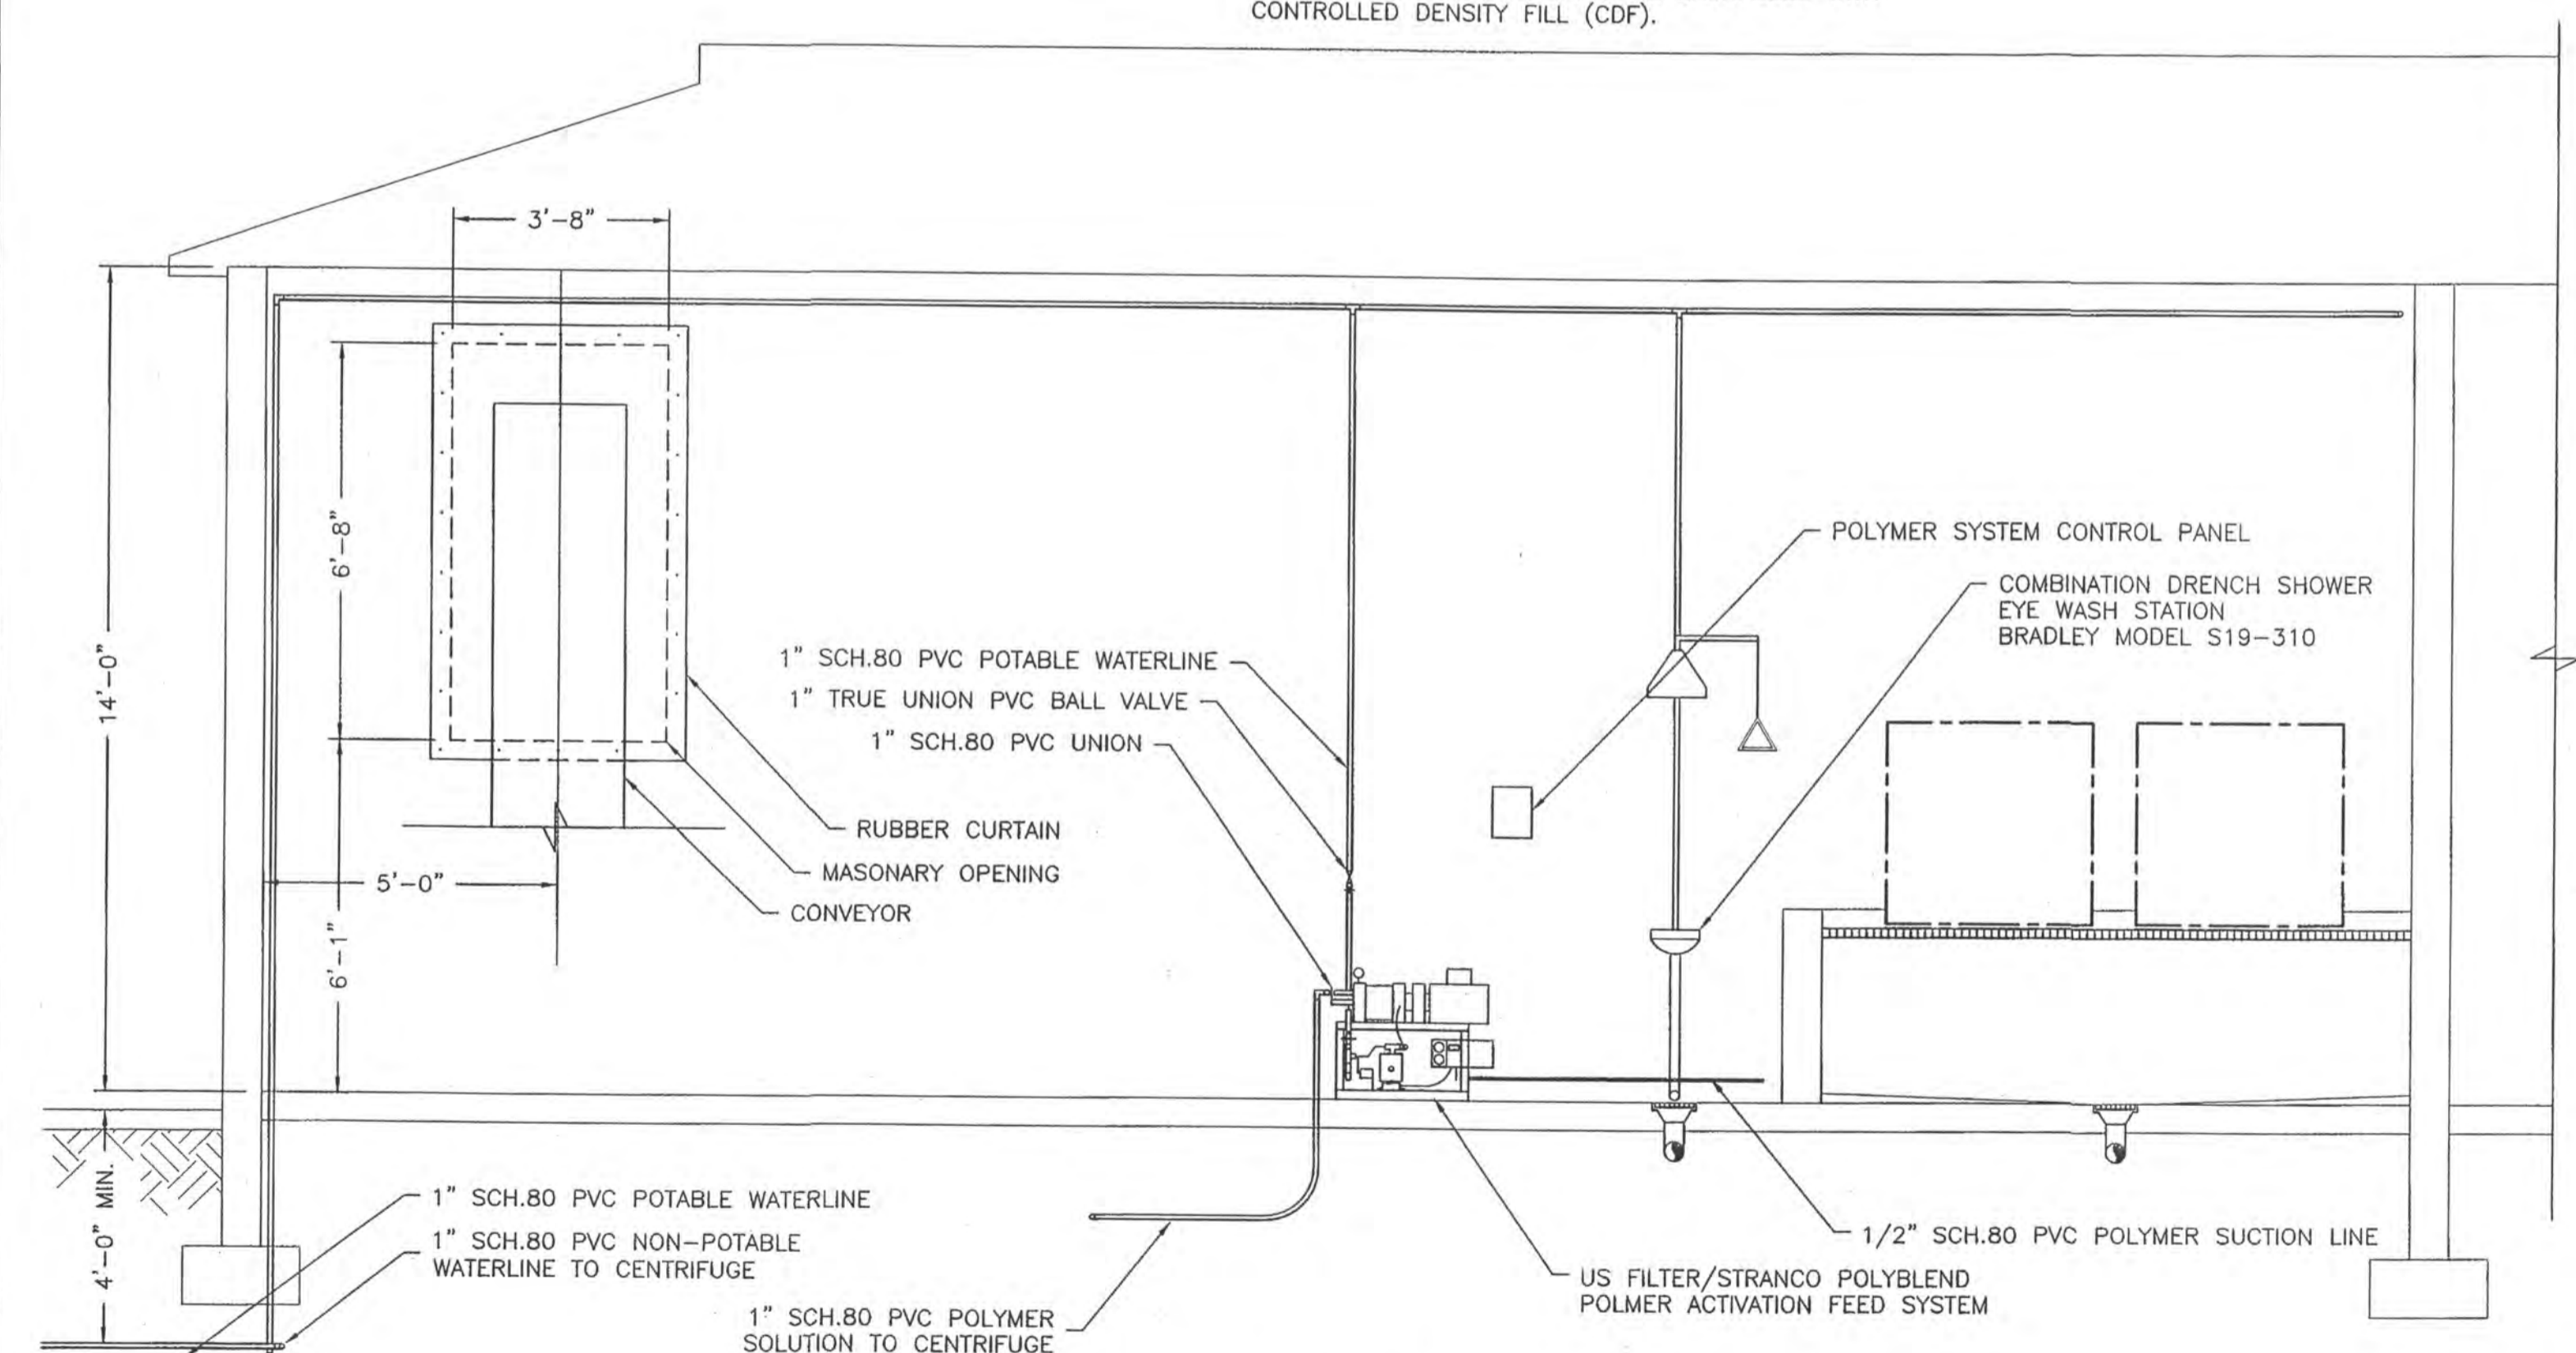 CONTROLLED DENSITY FILL (CDF).
3'-8"
14'-0"
6'-8"
POLYMER SYSTEM CONTROL PANEL
COMBINATION DRENCH SHOWER
EYE WASH STATION
BRADLEY MODEL S19-310
1" SCH.80 PVC POTABLE WATERLINE
1" TRUE UNION PVC BALL VALVE
1" SCH.80 PVC UNION
RUBBER CURTAIN
MASONARY OPENING
CONVEYOR
5'-0"
6'-1"
4'-0" MIN.
1" SCH.80 PVC POTABLE WATERLINE
1" SCH.80 PVC NON-POTABLE
WATERLINE TO CENTRIFUGE
1" SCH.80 PVC POLYMER
SOLUTION TO CENTRIFUGE
1/2" SCH.80 PVC POLYMER SUCTION LINE
US FILTER/STRANCO POLYBLEND
POLMER ACTIVATION FEED SYSTEM